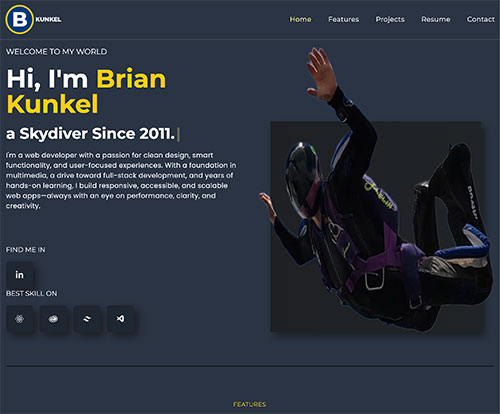 B KUNKEL
Home Features Projects Resume Contact
WELCOME TO MY WORLD
Hi, I'm Brian
Kunkel
a Skydiver Since 2011.
I'm a web developer with a passion for clean design, smart
functionality, and user-focused experiences. With a foundation in
multimedia, a drive toward full-stack development, and years of
hands-on learning, I build responsive, accessible, and scalable
web apps—always with an eye on performance, clarity, and
creativity.
FIND ME IN
in
BEST SKILL ON
FEATURES